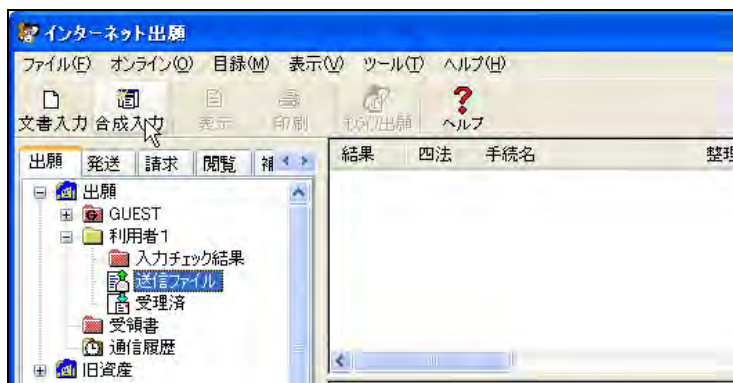 インターネット出願
ファイル(F) オンライン(O) 目録(M) 表示(V) ツール(T) ヘルプ(H)
文書入力 合成入力 表示 印刷 オンライン出願 ヘルプ
出願 発送 請求 閲覧 補
結果 四法 手続名 整理
出願
GUEST
利用者1
入力チェック結果
送信ファイル
受理済
受領書
通信履歴
旧資産